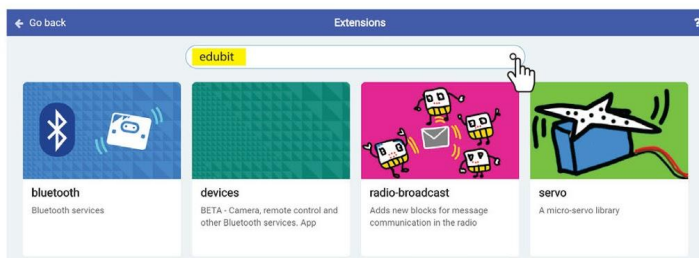 Go back
Extensions
?
edubit
bluetooth
Bluetooth services
devices
BETA - Camera, remote control and
other Bluetooth services. App
radio-broadcast
Adds new blocks for message
communication in the radio
servo
A micro-servo library